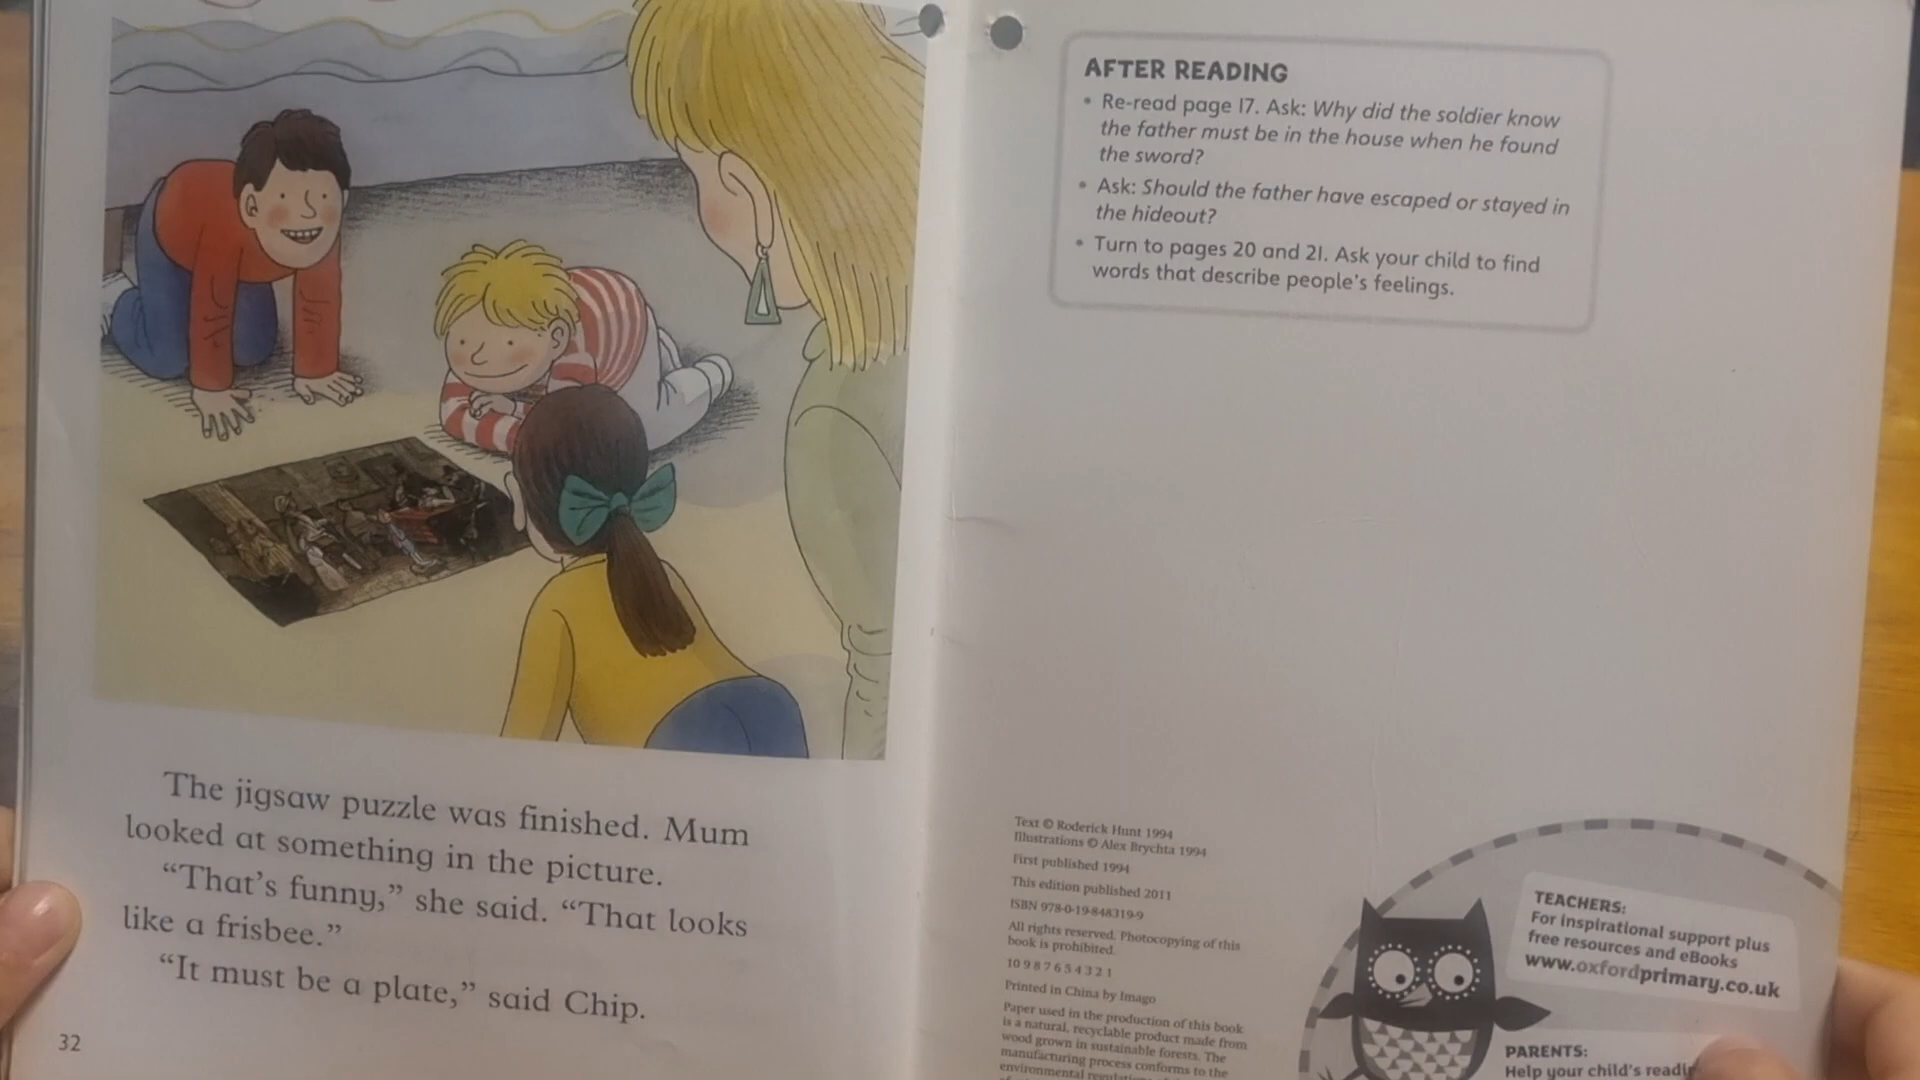 The jigsaw puzzle was finished. Mum
looked at something in the picture.
“That’s funny,” she said. “That looks
like a frisbee.”
“It must be a plate,” said Chip.
32
AFTER READING
• Re-read page 17. Ask: Why did the soldier know
the father must be in the house when he found
the sword?
• Ask: Should the father have escaped or stayed in
the hideout?
• Turn to pages 20 and 21. Ask your child to find
words that describe people’s feelings.
Text © Roderick Hunt 1994
Illustrations © Alex Brychta 1994
First published 1994
This edition published 2011
ISBN 978-0-19-848319-9
All rights reserved. Photocopying of this
book is prohibited.
10 9 8 7 6 5 4 3 2 1
Printed in China by Imago
Paper used in the production of this book
is a natural, recyclable product made from
wood grown in sustainable forests. The
manufacturing process conforms to the
environmental
TEACHERS:
For inspirational support plus
free resources and eBooks
www.oxfordprimary.co.uk
PARENTS:
Help your child’s